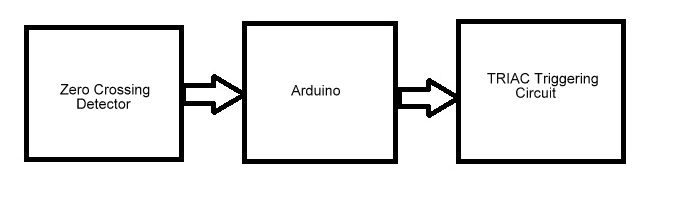 Zero Crossing
Detector
Arduino
TRIAC Triggering
Circuit